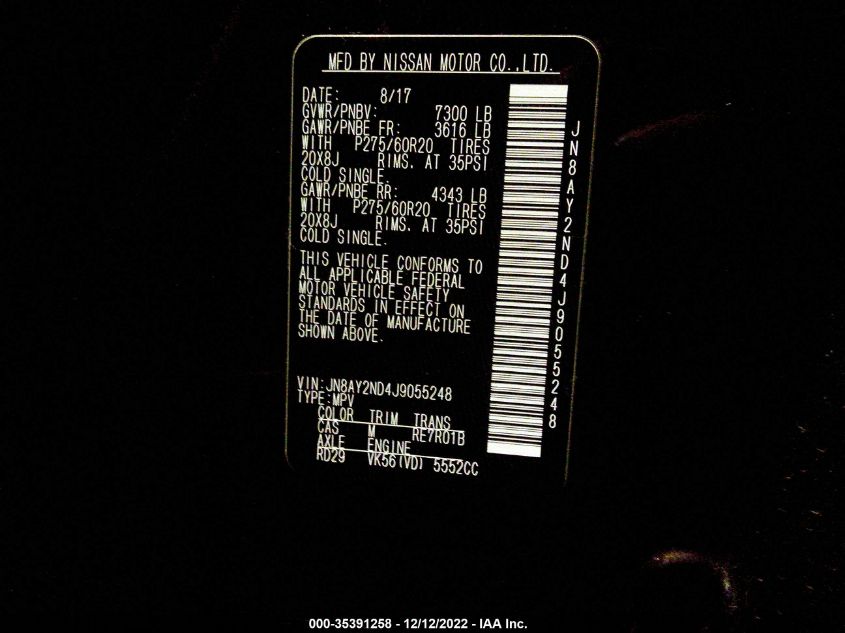 MFD BY NISSAN MOTOR CO.,LTD.
DATE: 8/17
GVWR/PNBV: 7300 LB
GAWR/PNBE FR: 3616 LB
WITH P275/60R20 TIRES
20X8J RIMS. AT 35PSI
COLD SINGLE.
GAWR/PNBE RR: 4343 LB
WITH P275/60R20 TIRES
20X8J RIMS. AT 35PSI
COLD SINGLE.
THIS VEHICLE CONFORMS TO
ALL APPLICABLE FEDERAL
MOTOR VEHICLE SAFETY
STANDARDS IN EFFECT ON
THE DATE OF MANUFACTURE
SHOWN ABOVE.
VIN:JN8AY2ND4J9055248
TYPE:MPV
COLOR TRIM TRANS
CAS M RE7R01B
AXLE ENGINE
RD29 VK56(VD) 5552CC
JN8AY2ND4J9055248
000-35391258 - 12/12/2022 - IAA Inc.